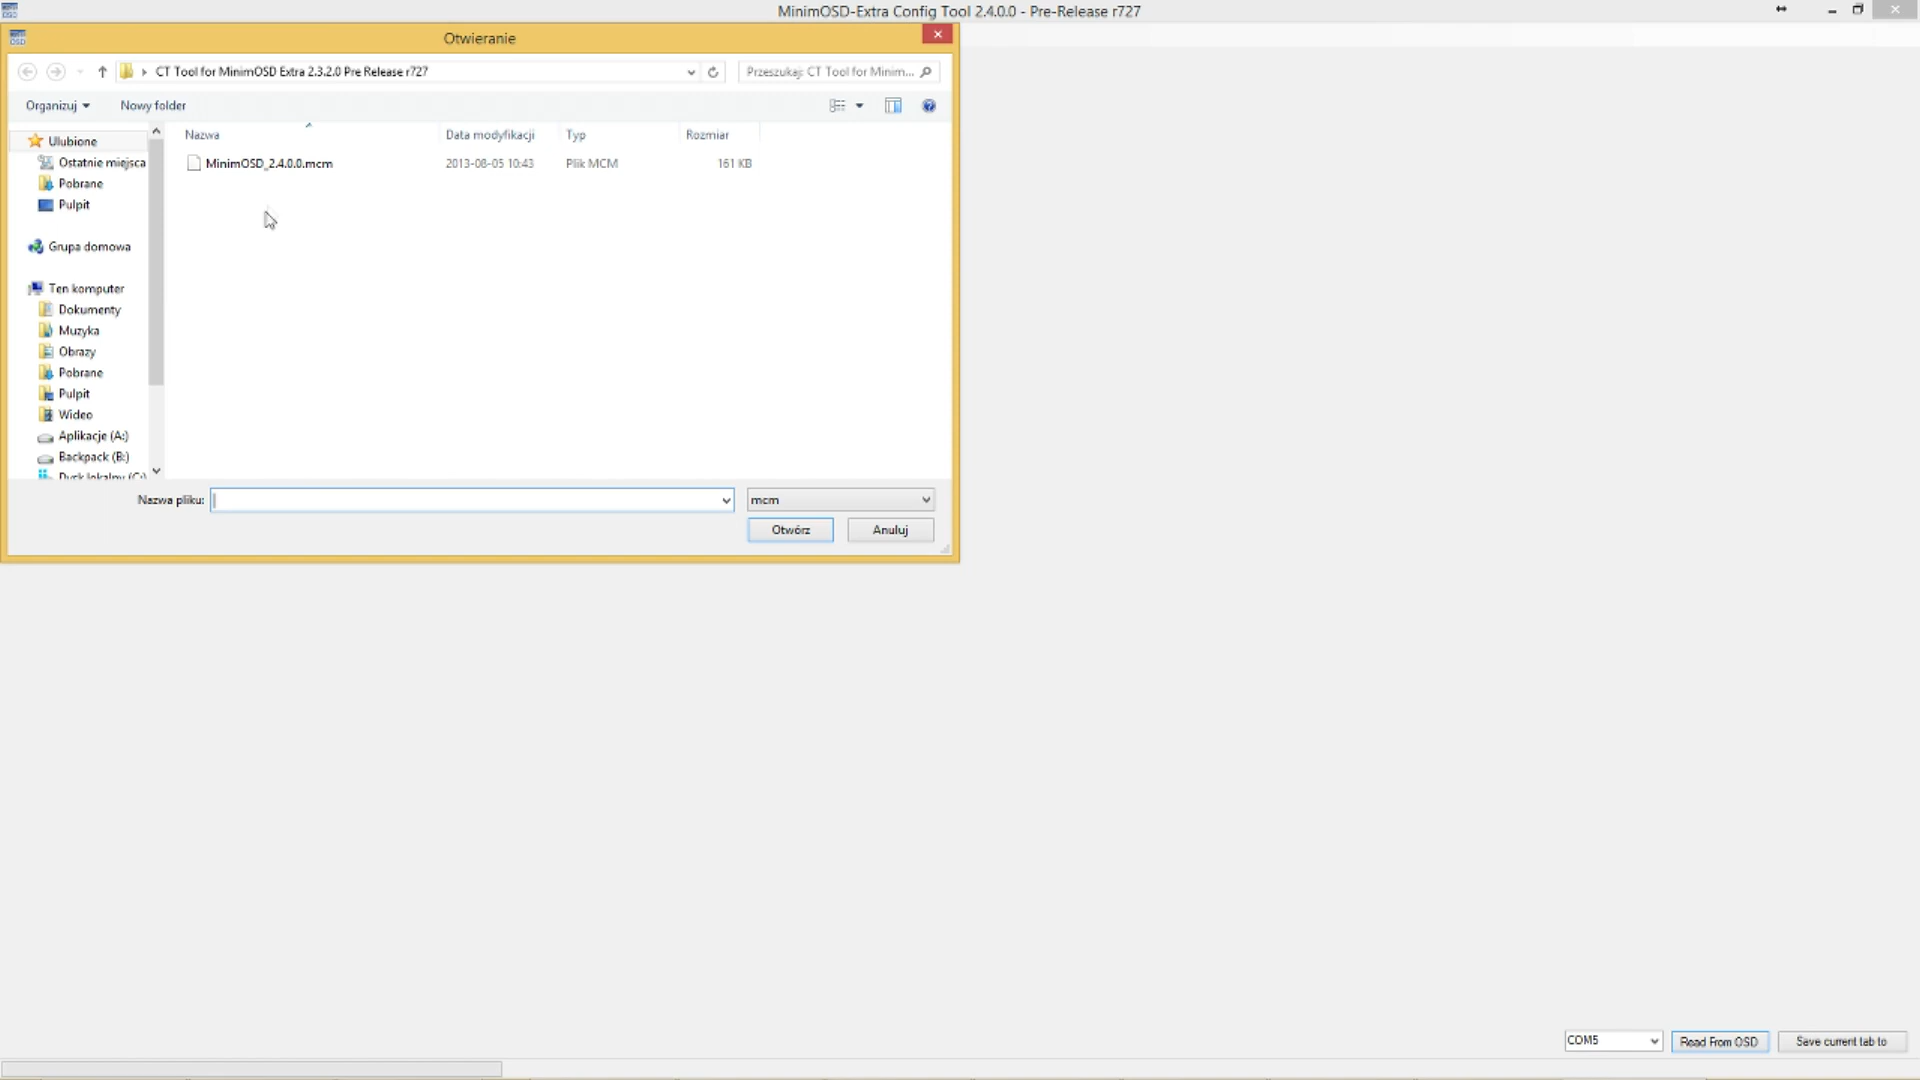 MinimOSD-Extra Config Tool 2.4.0.0 - Pre-Release r727
Otwieranie
CT Tool for MinimOSD Extra 2.3.2.0 Pre Release r727
Przeszukaj: CT Tool for Minim...
Organizuj
Nowy folder
Nazwa
Data modyfikacji
Typ
Rozmiar
MinimOSD_2.4.0.0.mcm
2013-08-05 10:43
Plik MCM
161 KB
Ulubione
Ostatnie miejsca
Pobrane
Pulpit
Grupa domowa
Ten komputer
Dokumenty
Muzyka
Obrazy
Pobrane
Pulpit
Wideo
Aplikacje (A:)
Backpack (B:)
Dysk lokalny (C:)
Nazwa pliku:
mcm
Otwórz
Anuluj
COM5
Read From OSD
Save current tab to